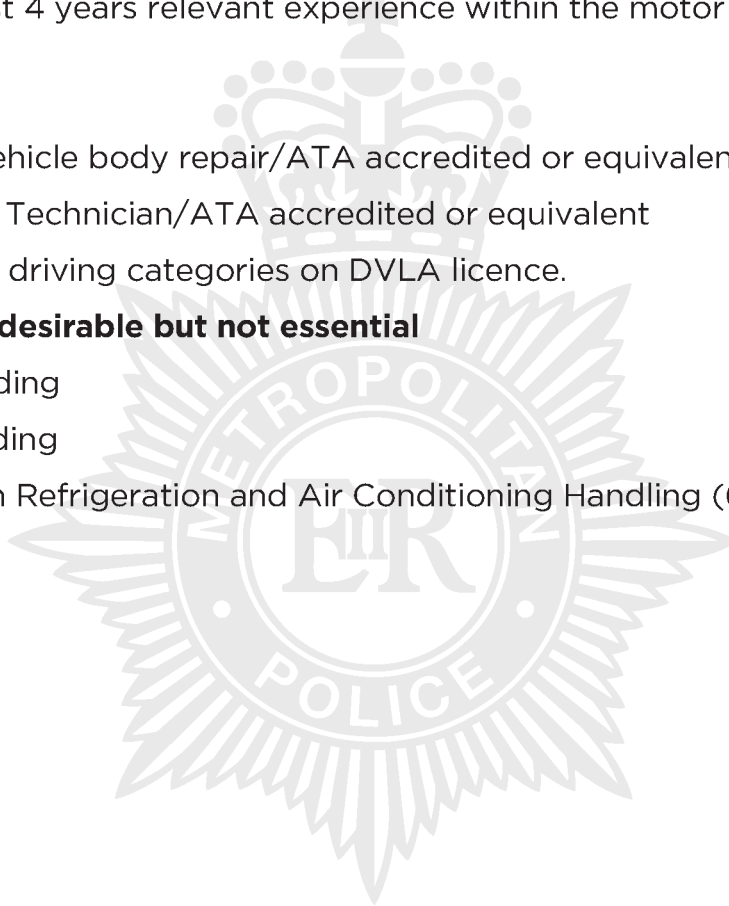 st 4 years relevant experience within the motor
ehicle body repair/ATA accredited or equivalen
Technician/ATA accredited or equivalent
driving categories on DVLA licence.
desirable but not essential
ding
ding
n Refrigeration and Air Conditioning Handling (
METROPOLITAN
EIIR
POLICE